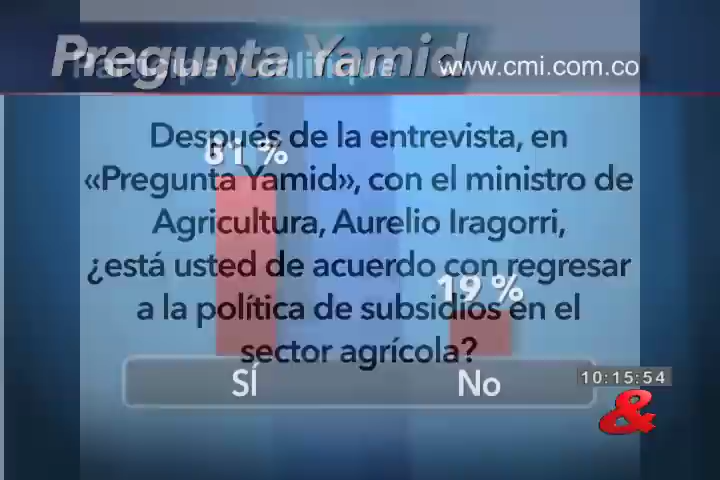 Pregunta Yamid
Participe y califique
www.cmi.com.co
Después de la entrevista, en
«Pregunta Yamid», con el ministro de
Agricultura, Aurelio Iragorri,
¿está usted de acuerdo con regresar
a la política de subsidios en el
sector agrícola?
81 %
19 %
SÍ
No
10:15:54
&